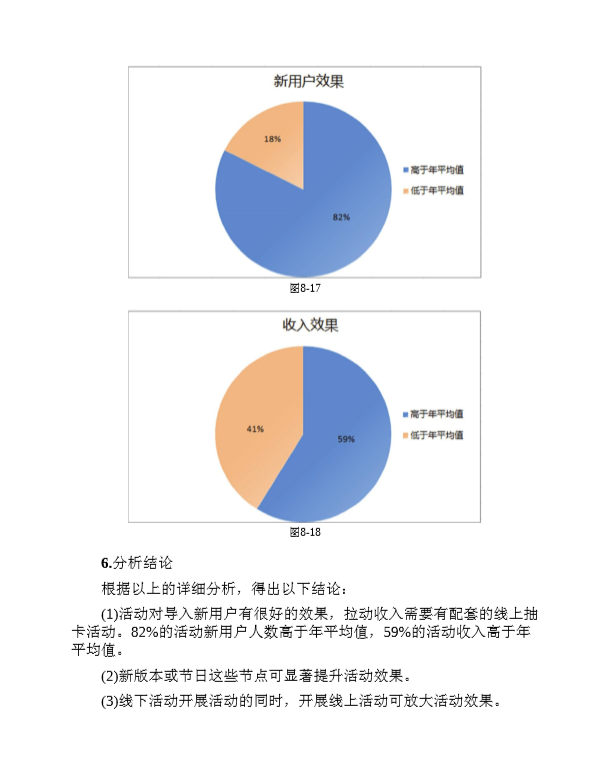 新用户效果
18%
82%
高于年平均值
低于年平均值
图8-17
收入效果
41%
59%
高于年平均值
低于年平均值
图8-18
6.分析结论
根据以上的详细分析，得出以下结论：
(1)活动对导入新用户有很好的效果，拉动收入需要有配套的线上抽
卡活动。82%的活动新用户人数高于年平均值，59%的活动收入高于年
平均值。
(2)新版本或节日这些节点可显著提升活动效果。
(3)线下活动开展活动的同时，开展线上活动可放大活动效果。